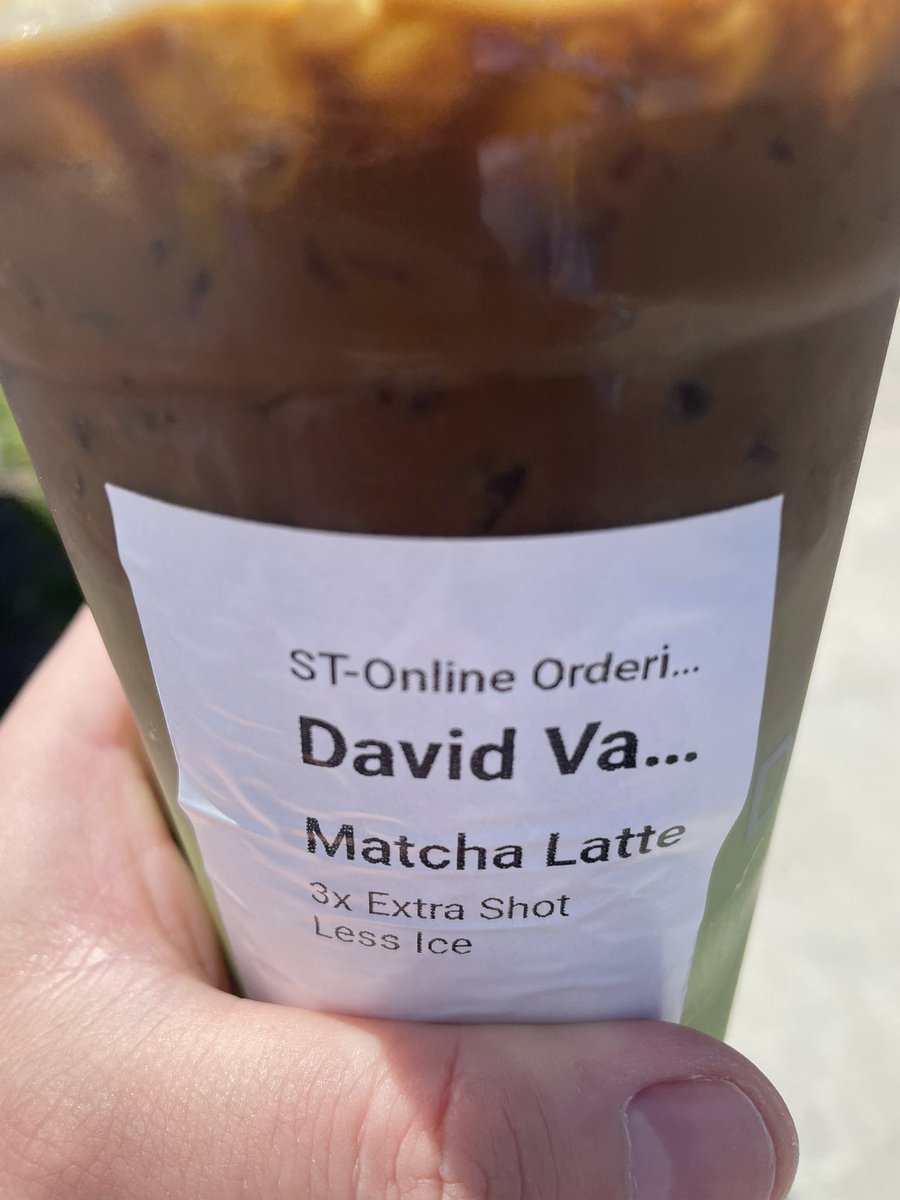 ST-Online Orderi...
David Va...
Matcha Latte
3x Extra Shot
Less Ice